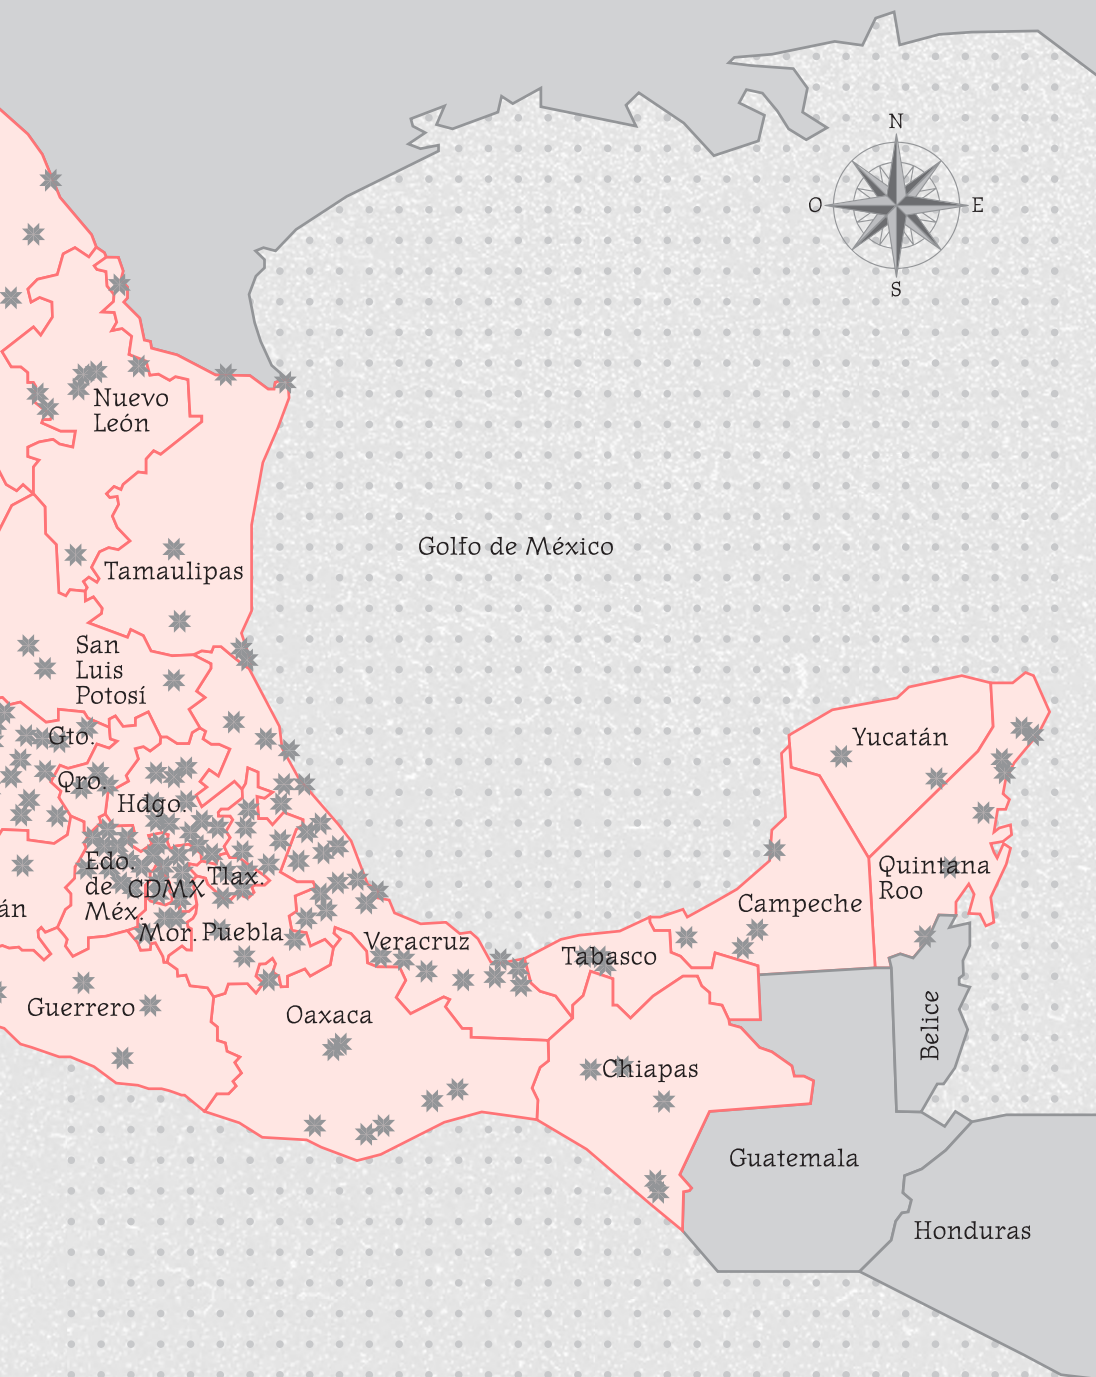 N
O
E
S
Nuevo
León
Golfo de México
Tamaulipas
San
Luis
Potosí
Gto.
Yucatán
Qro.
Hdgo.
Edo.
de
Méx.
CDMX
Tlax.
Quintana
Roo
Campeche
án
Mor.
Puebla
Veracruz
Tabasco
Guerrero
Oaxaca
Belice
Chiapas
Guatemala
Honduras